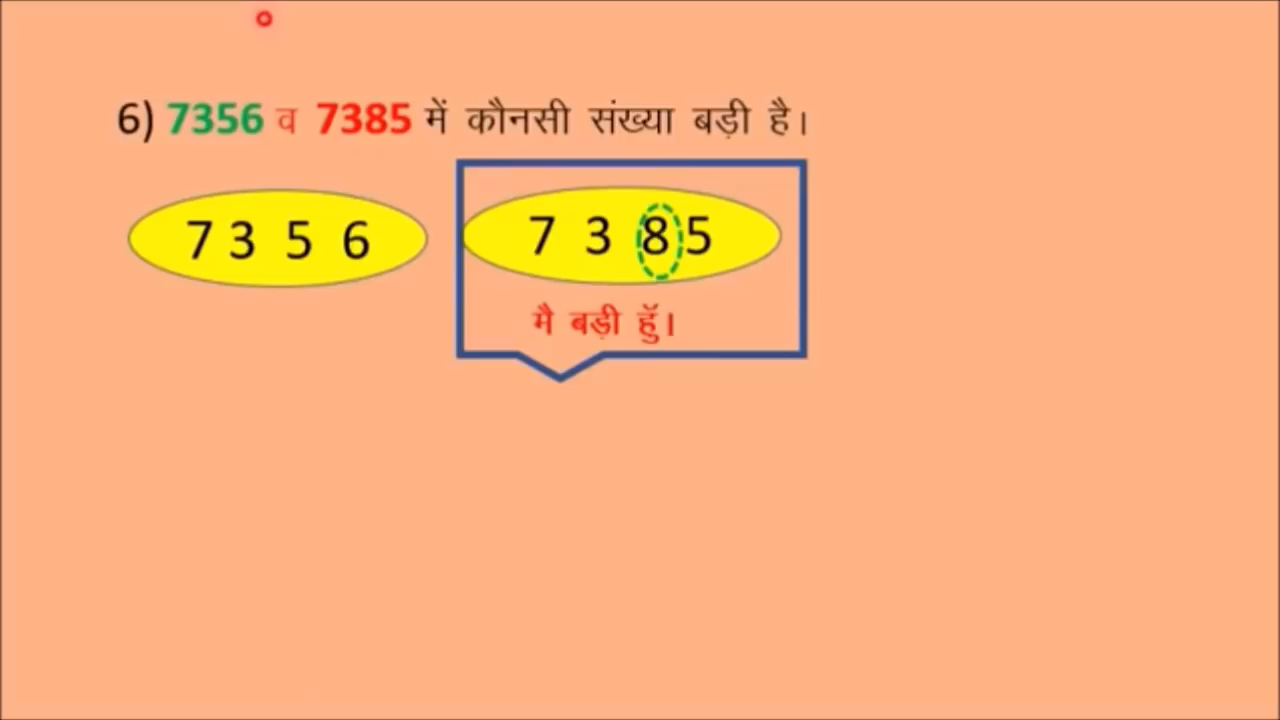 6) 7356 व 7385 में कौनसी संख्या बड़ी है।
7 3 5 6
7 3 8 5
मै बड़ी हुॅ।